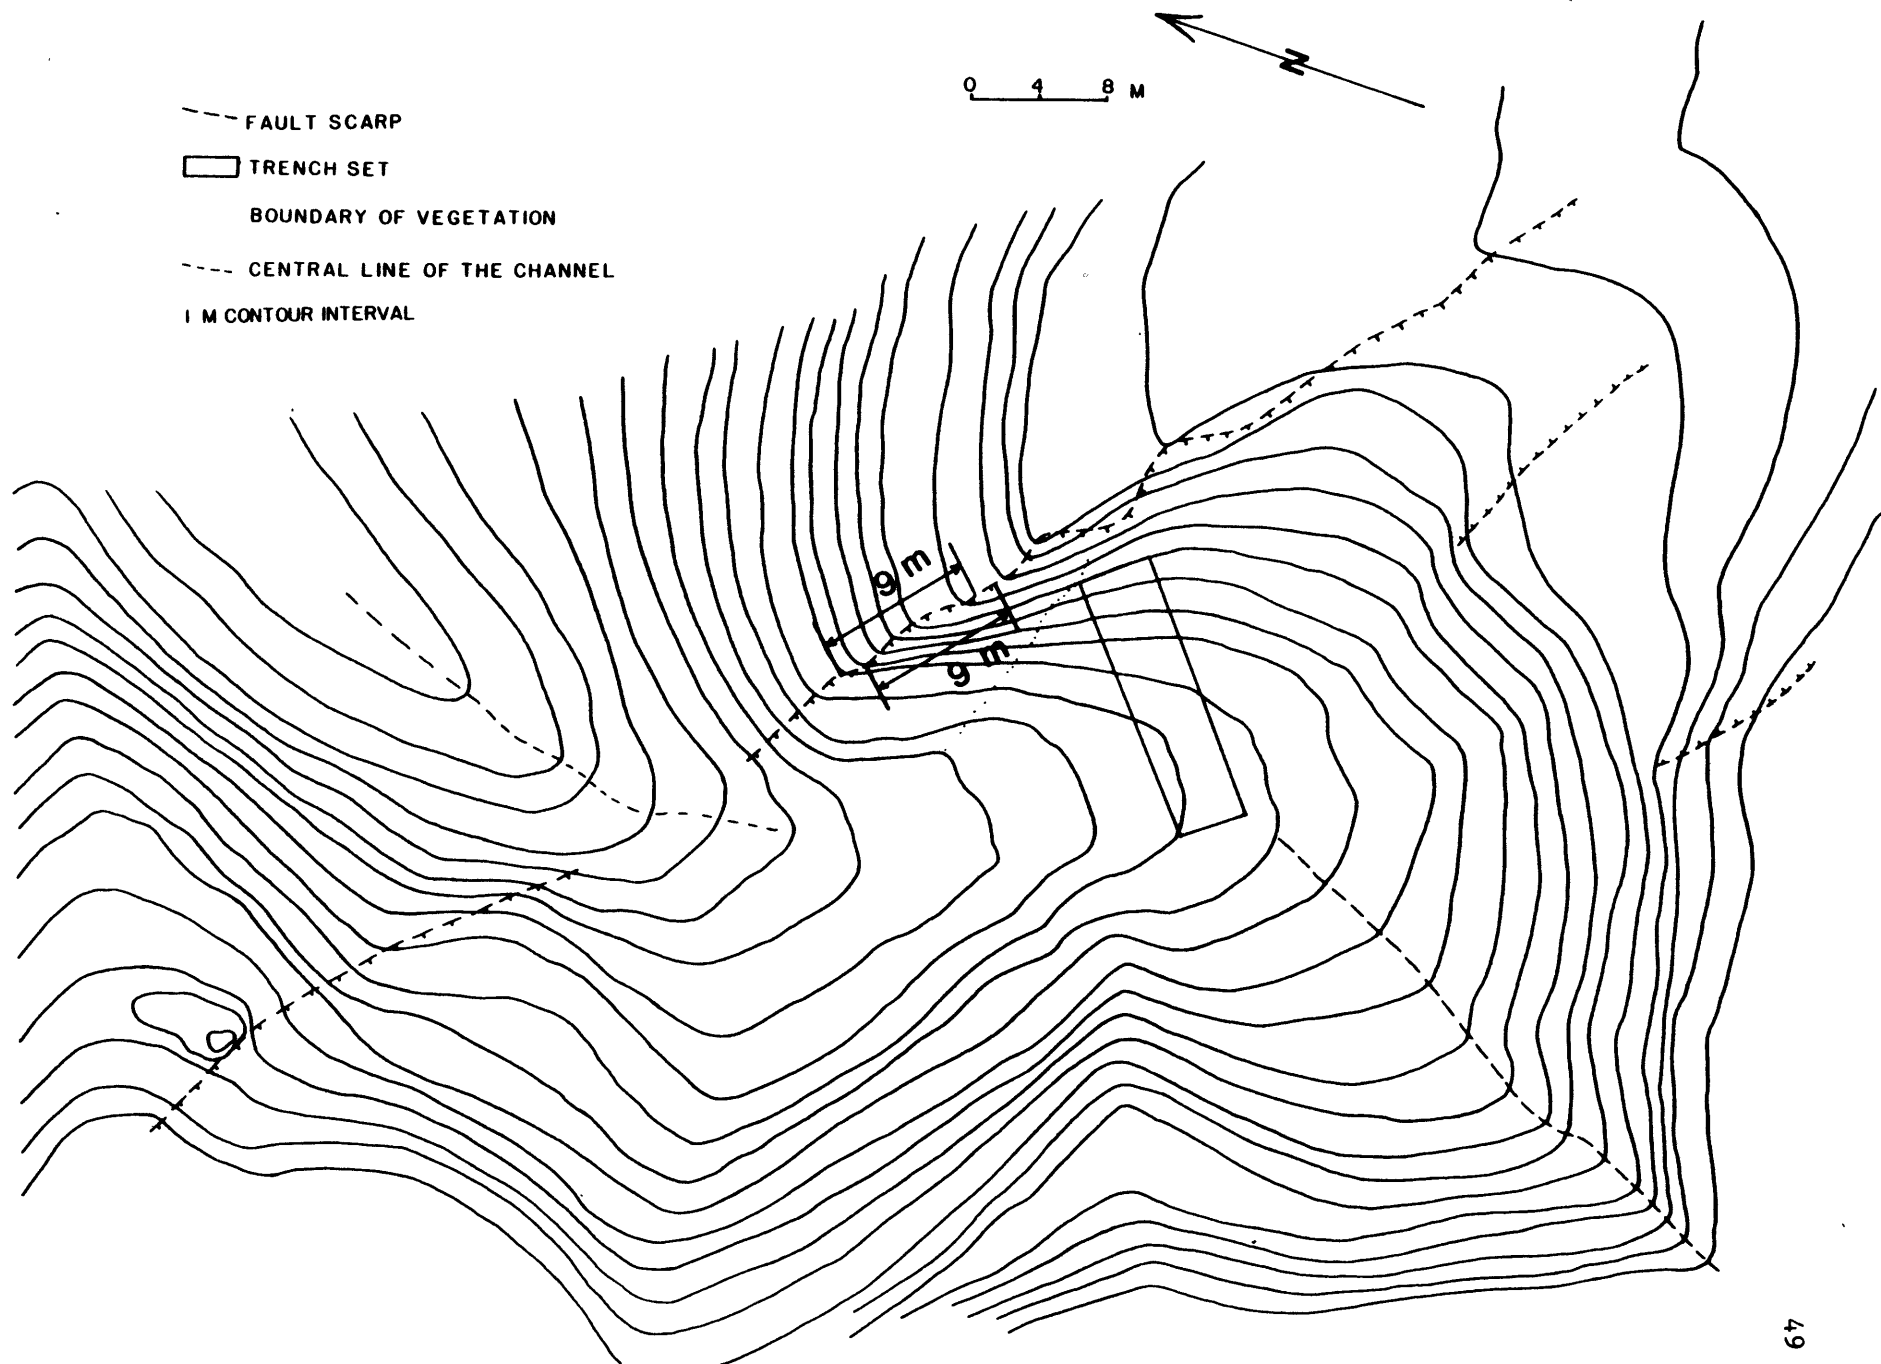 N
0 4 8 M
FAULT SCARP
TRENCH SET
BOUNDARY OF VEGETATION
CENTRAL LINE OF THE CHANNEL
1 M CONTOUR INTERVAL
9 m
9 m
49